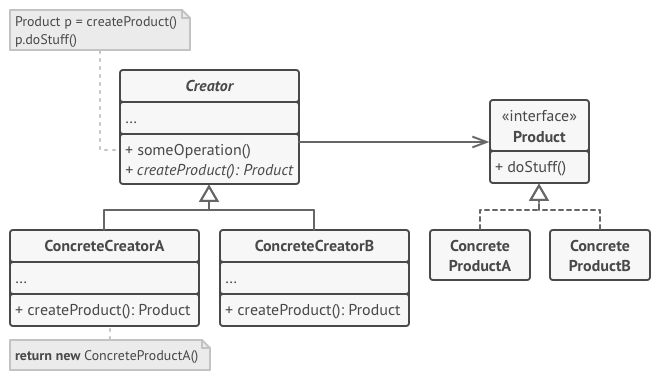 Product p = createProduct()
p.doStuff()
Creator
...
+ someOperation()
+ createProduct(): Product
«interface»
Product
+ doStuff()
ConcreteCreatorA
...
+ createProduct(): Product
ConcreteCreatorB
...
+ createProduct(): Product
Concrete
ProductA
Concrete
ProductB
return new ConcreteProductA()